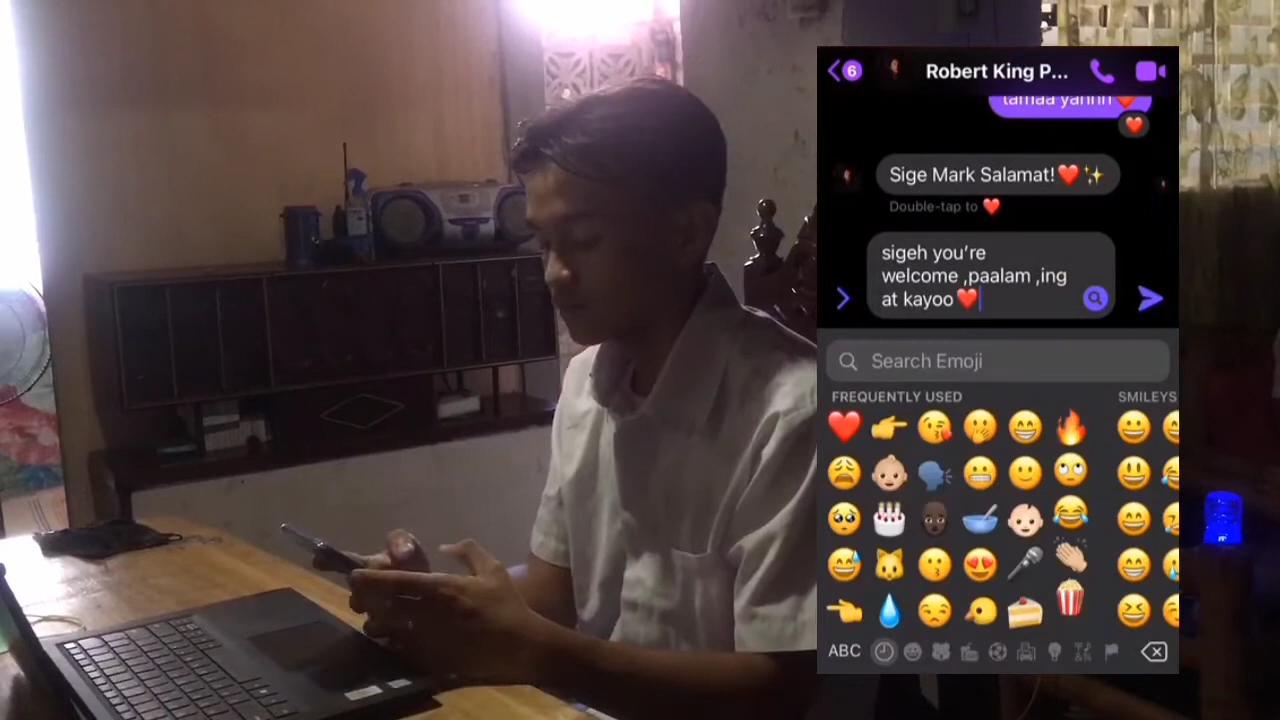 6
Robert King P...
tamaa yannn❤️
❤️
Sige Mark Salamat!❤️✨
Double-tap to ❤️
sigeh you're
welcome ,paalam ,ing
at kayoo❤️
Search Emoji
FREQUENTLY USED
SMILEYS
ABC